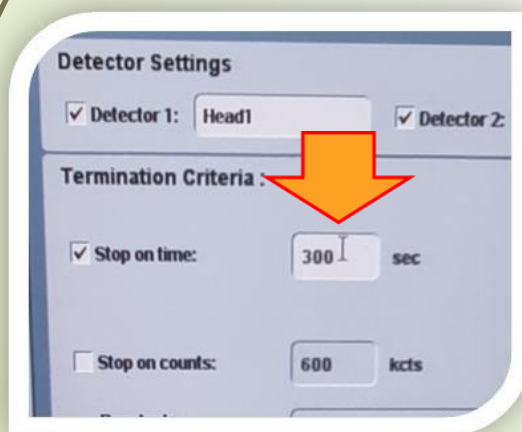 Detector Settings
Detector 1: Head1 Detector 2:
Termination Criteria :
Stop on time: 300 sec
Stop on counts: 600 kcts